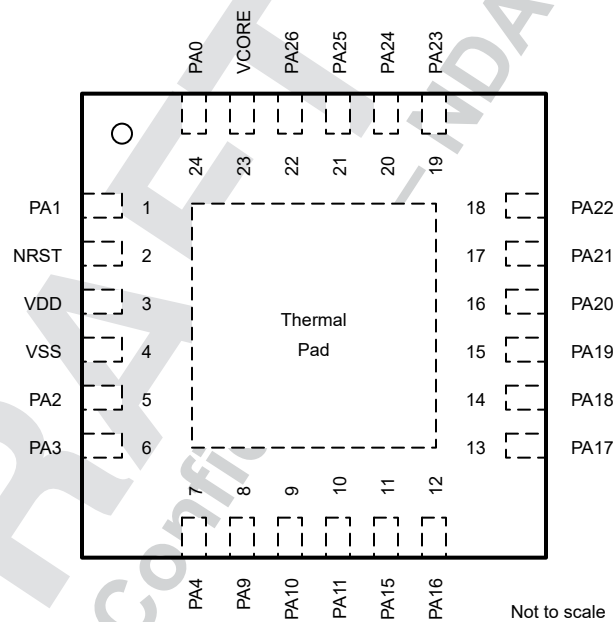 PA0
VCORE
PA26
PA25
PA24
PA23
24
23
22
21
20
19
PA1 1
NRST 2
VDD 3
VSS 4
PA2 5
PA3 6
18 PA22
17 PA21
16 PA20
15 PA19
14 PA18
13 PA17
Thermal
Pad
7
8
9
10
11
12
PA4
PA9
PA10
PA11
PA15
PA16
Not to scale
– NDA